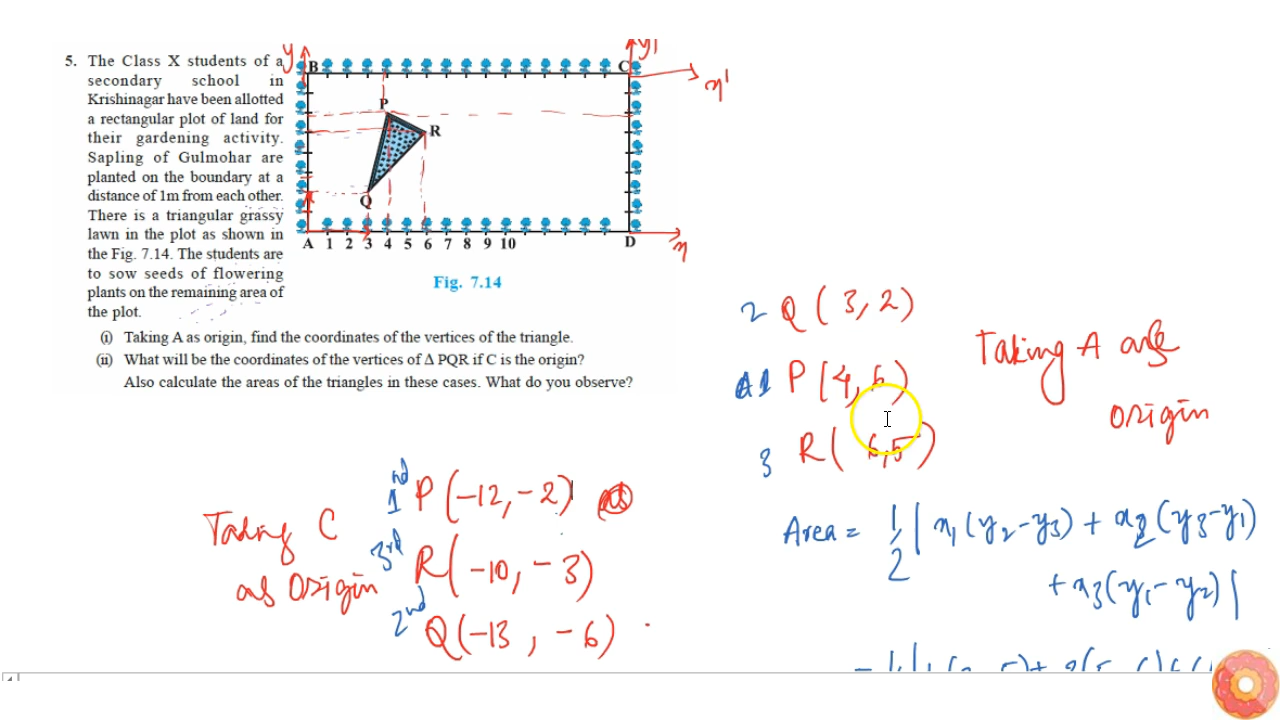 5. The Class X students of a
secondary school in
Krishinagar have been allotted
a rectangular plot of land for
their gardening activity.
Sapling of Gulmohar are
planted on the boundary at a
distance of 1m from each other.
There is a triangular grassy
lawn in the plot as shown in
the Fig. 7.14. The students are
to sow seeds of flowering
plants on the remaining area of
the plot.
(i) Taking A as origin, find the coordinates of the vertices of the triangle.
(ii) What will be the coordinates of the vertices of Δ PQR if C is the origin?
Also calculate the areas of the triangles in these cases. What do you observe?
y
B
C
y1
x'
P
R
Q
A 1 2 3 4 5 6 7 8 9 10
D
x
Fig. 7.14
2 Q (3, 2)
1 P (4, 6)
3 R (6, 5)
Taking A as
origin
Taking C
as Origin
1 P (-12, -2)
3rd R (-10, -3)
2nd Q (-13, -6)
Area = 1/2 | x1 (y2 - y3) + x2 (y3 - y1)
+ x3 (y1 - y2) |